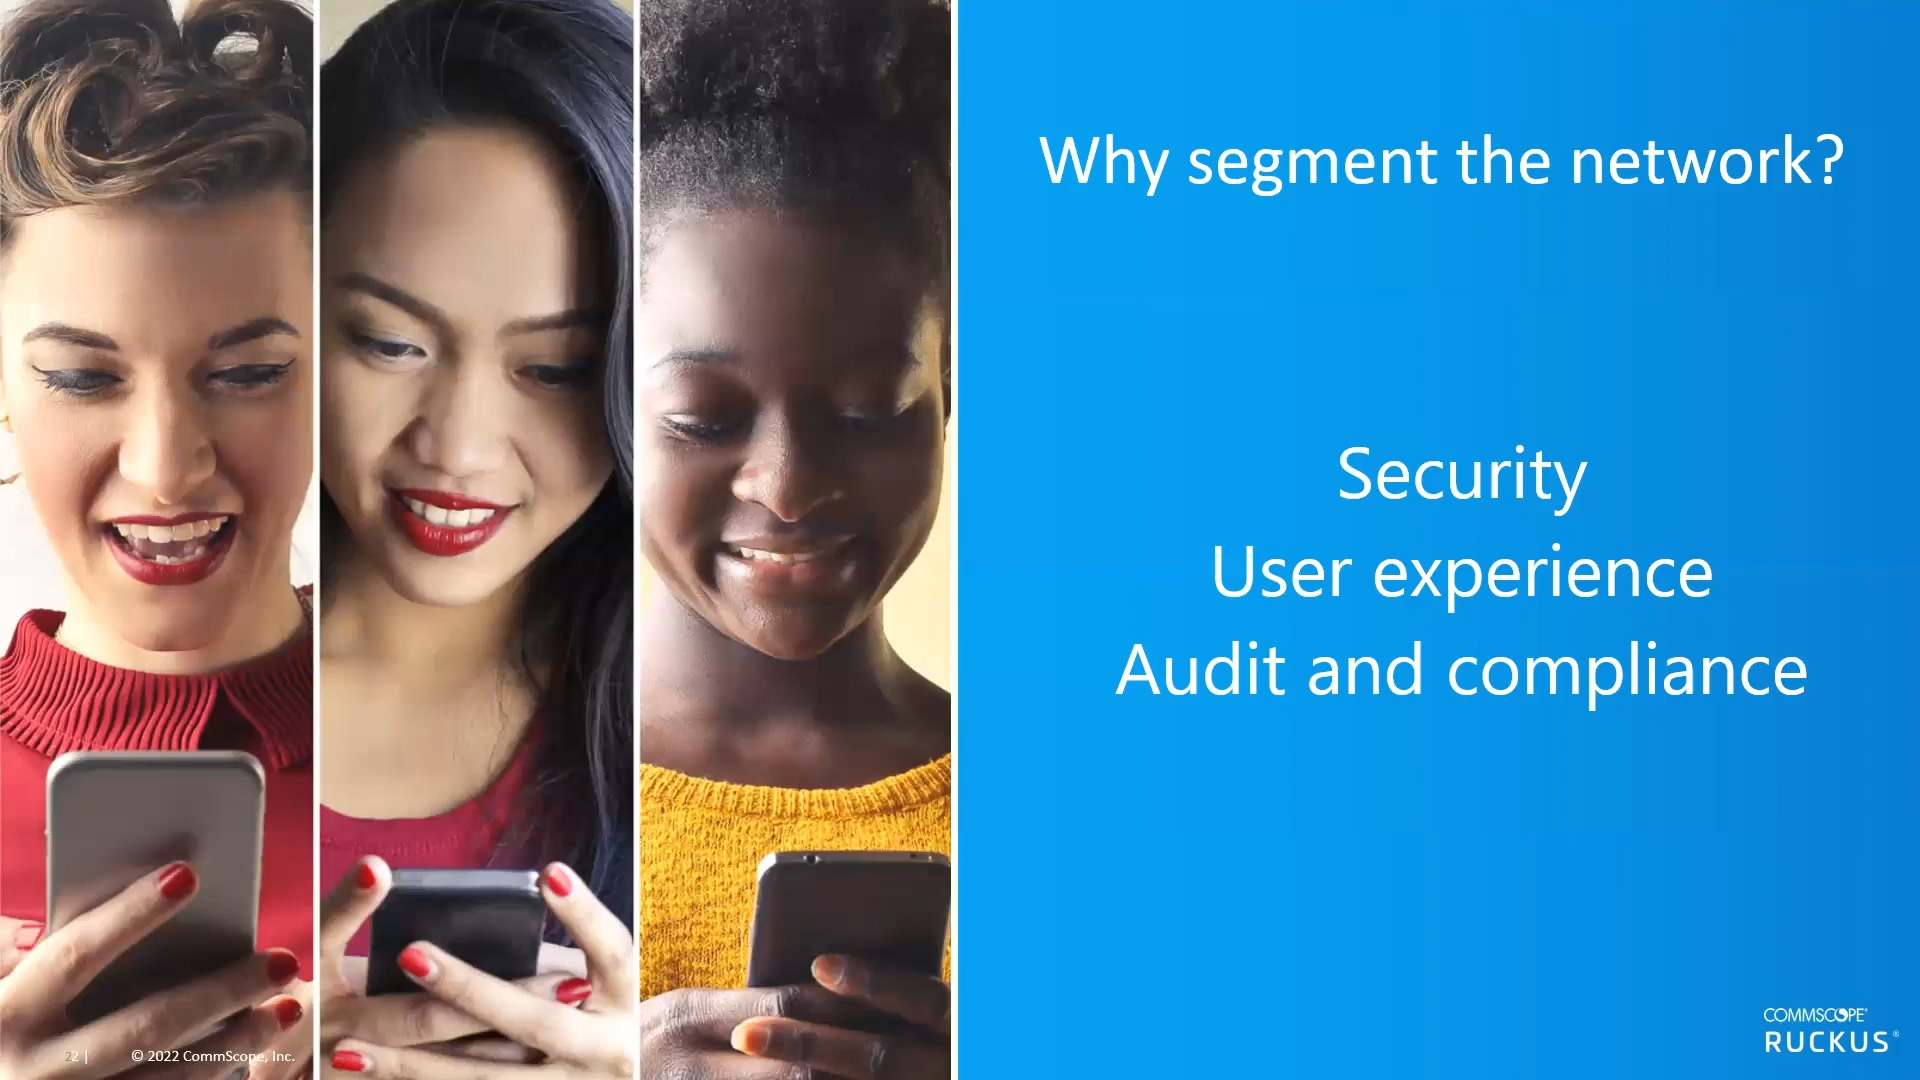 Why segment the network?
Security
User experience
Audit and compliance
22 |
© 2022 CommScope, Inc.
COMMSCOPE®
RUCKUS®